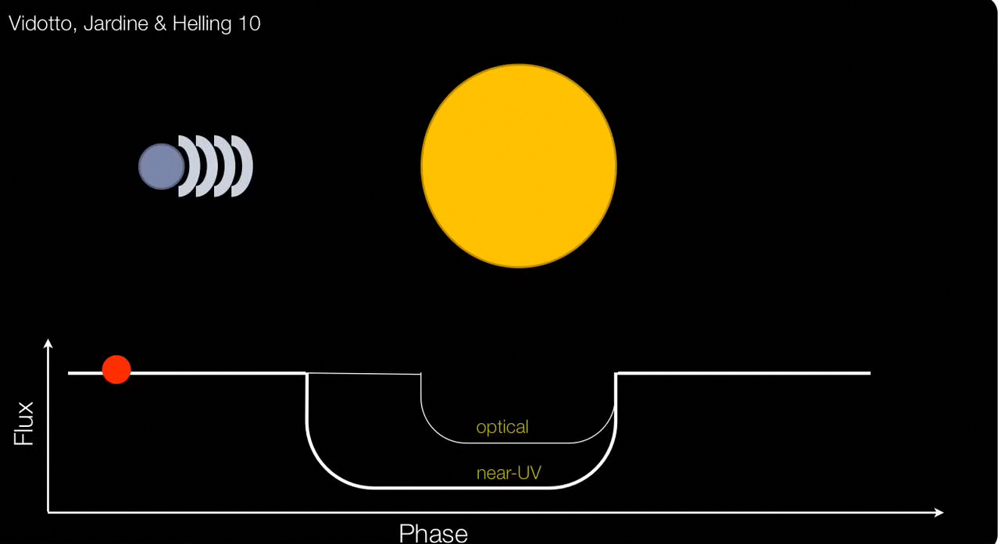 Vidotto, Jardine & Helling 10
Flux
optical
near-UV
Phase